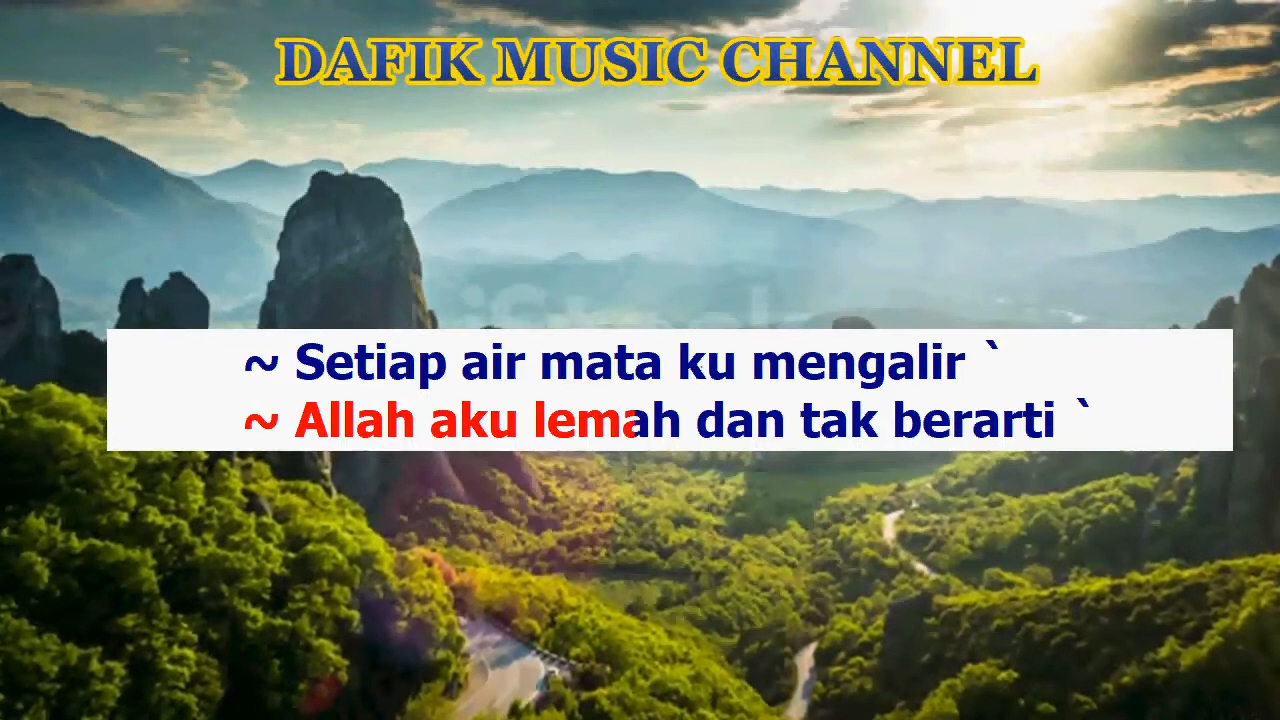 DAFIK MUSIC CHANNEL
~ Setiap air mata ku mengalir `
~ Allah aku lemah dan tak berarti `